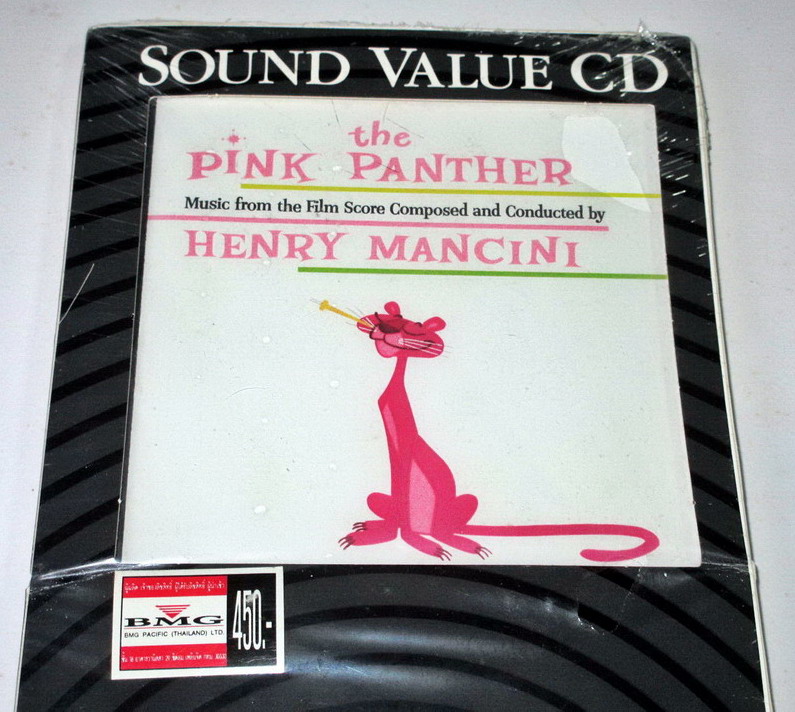 SOUND VALUE CD
the
PINK PANTHER
Music from the Film Score Composed and Conducted by
HENRY MANCINI
BMG
BMG PACIFIC (THAILAND) LTD.
450.-